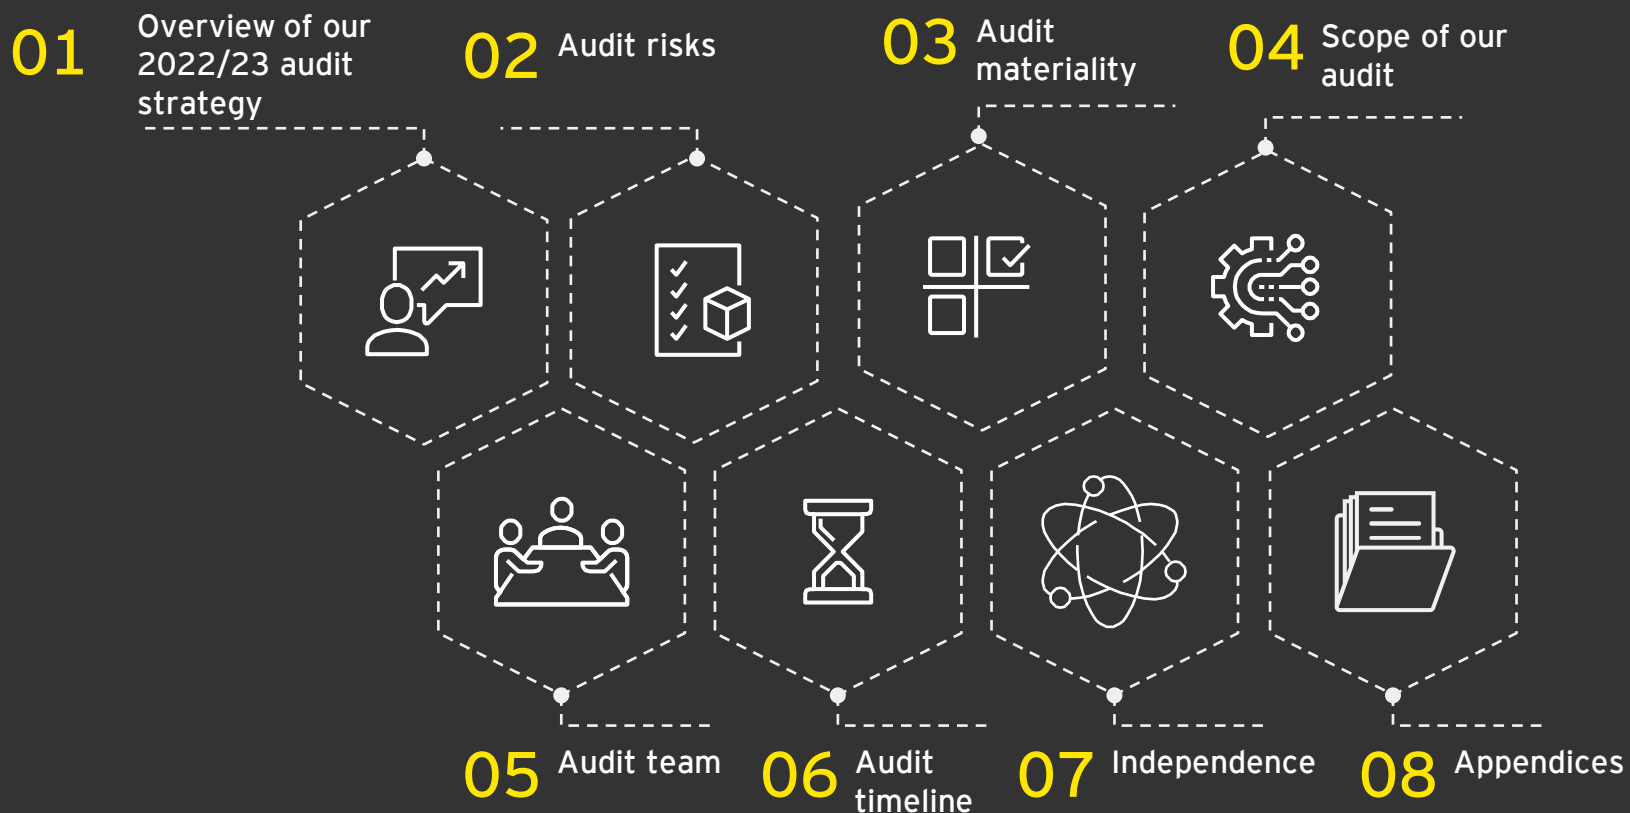 01
Overview of our
2022/23 audit
strategy
02
Audit risks
03
Audit
materiality
04
Scope of our
audit
05
Audit team
06
Audit
timeline
07
Independence
08
Appendices